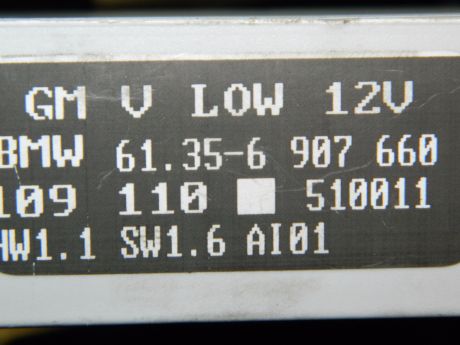 GM V LOW 12V
BMW 61.35-6 907 660
109 110 510011
HW1.1 SW1.6 AI01